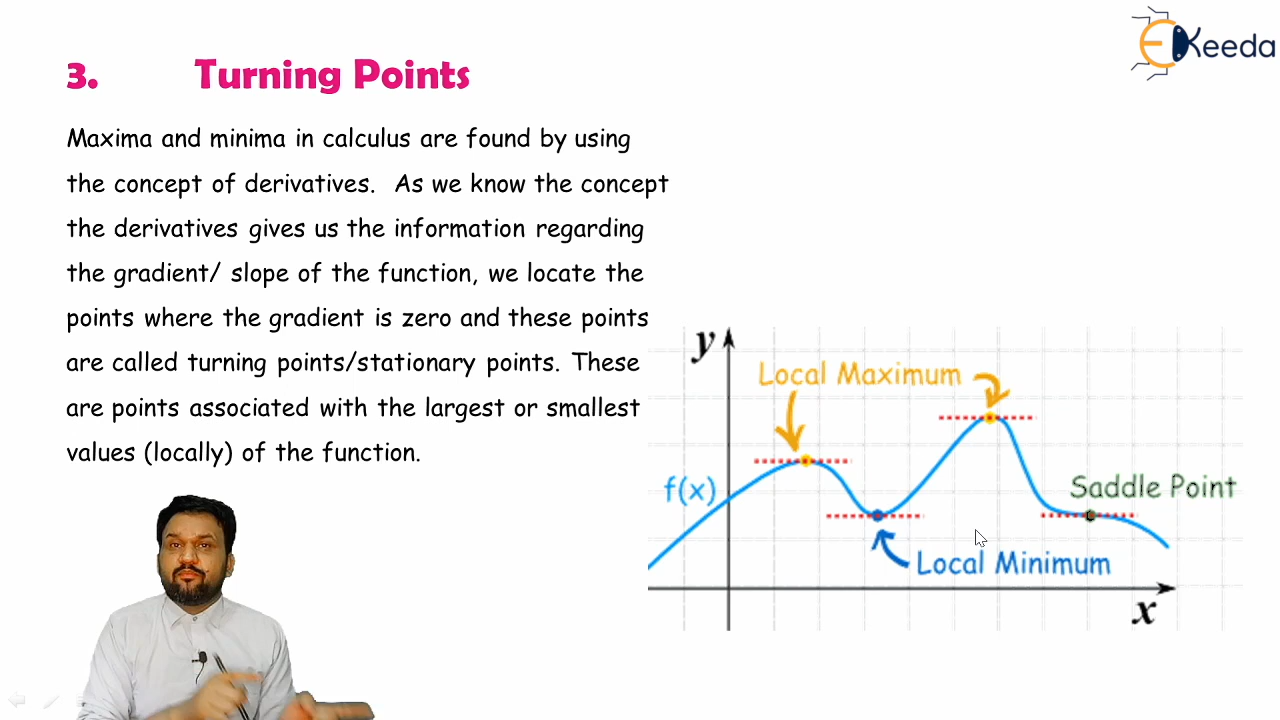 EKeeda
3. Turning Points
Maxima and minima in calculus are found by using
the concept of derivatives. As we know the concept
the derivatives gives us the information regarding
the gradient/ slope of the function, we locate the
points where the gradient is zero and these points
are called turning points/stationary points. These
are points associated with the largest or smallest
values (locally) of the function.
y
Local Maximum
f(x)
Saddle Point
Local Minimum
x